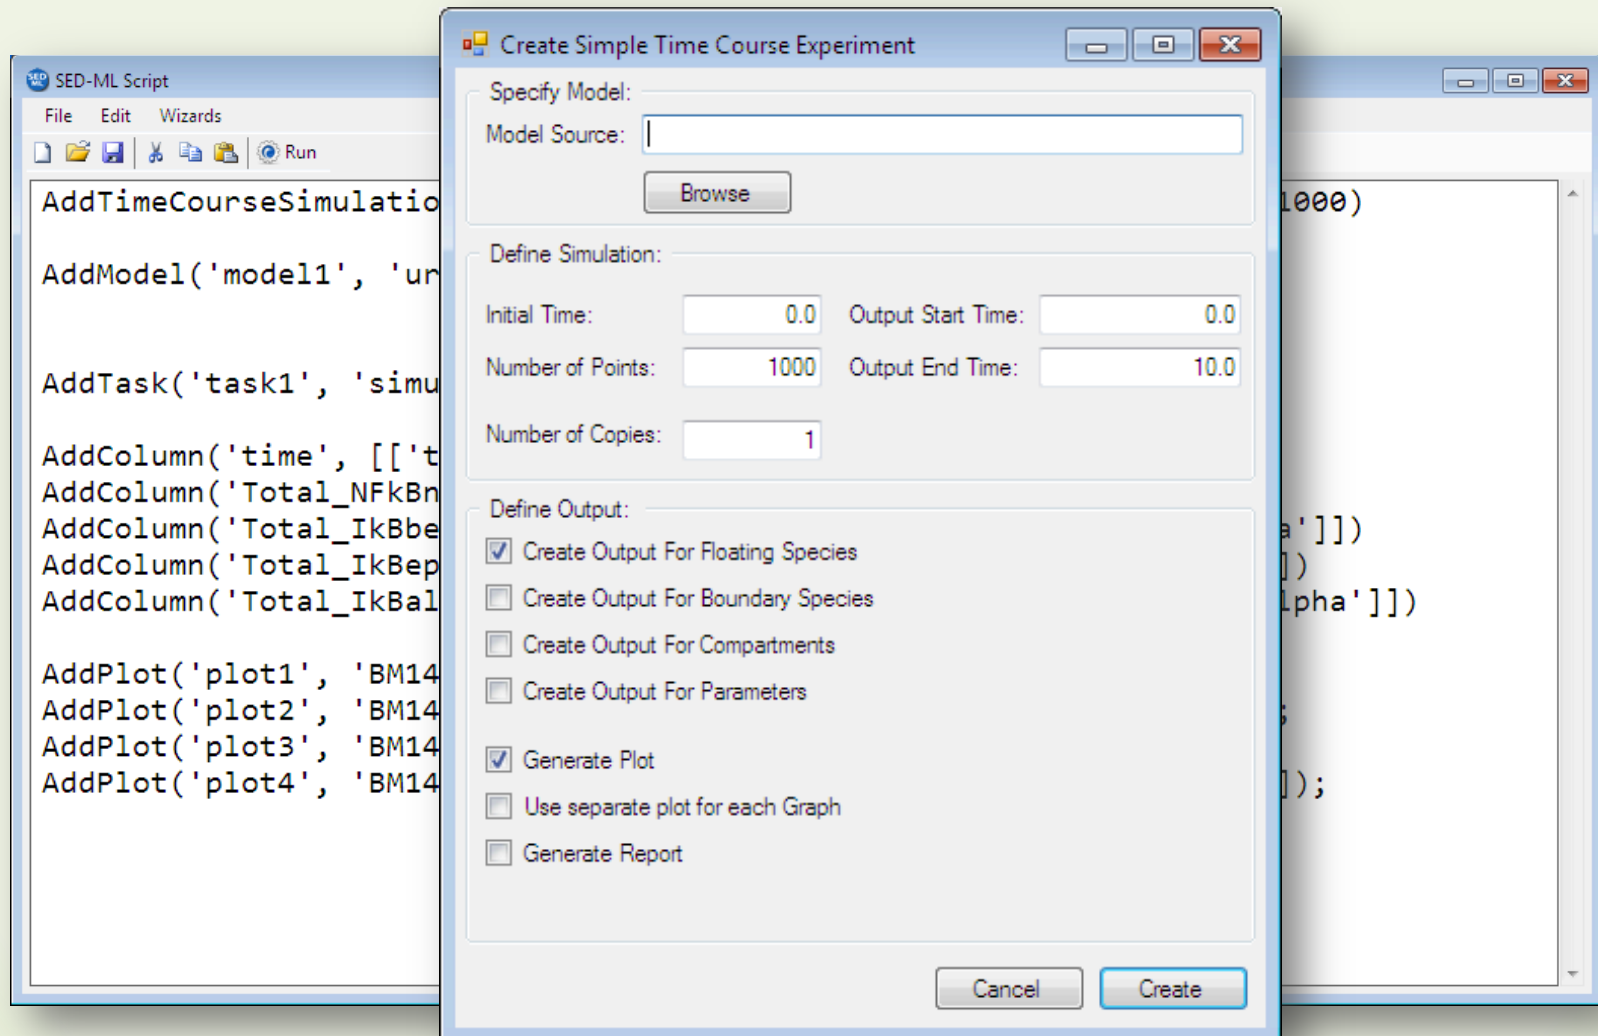 SED-ML Script
File Edit Wizards
Run
AddTimeCourseSimulatio
1000)
AddModel('model1', 'ur
AddTask('task1', 'simu
AddColumn('time', [['t
AddColumn('Total_NFkBn
AddColumn('Total_IkBbe
a']])
AddColumn('Total_IkBep
])
AddColumn('Total_IkBal
lpha']])
AddPlot('plot1', 'BM14
AddPlot('plot2', 'BM14
;
AddPlot('plot3', 'BM14
AddPlot('plot4', 'BM14
]);
Create Simple Time Course Experiment
Specify Model:
Model Source:
Browse
Define Simulation:
Initial Time: 0.0 Output Start Time: 0.0
Number of Points: 1000 Output End Time: 10.0
Number of Copies: 1
Define Output:
Create Output For Floating Species
Create Output For Boundary Species
Create Output For Compartments
Create Output For Parameters
Generate Plot
Use separate plot for each Graph
Generate Report
Cancel Create